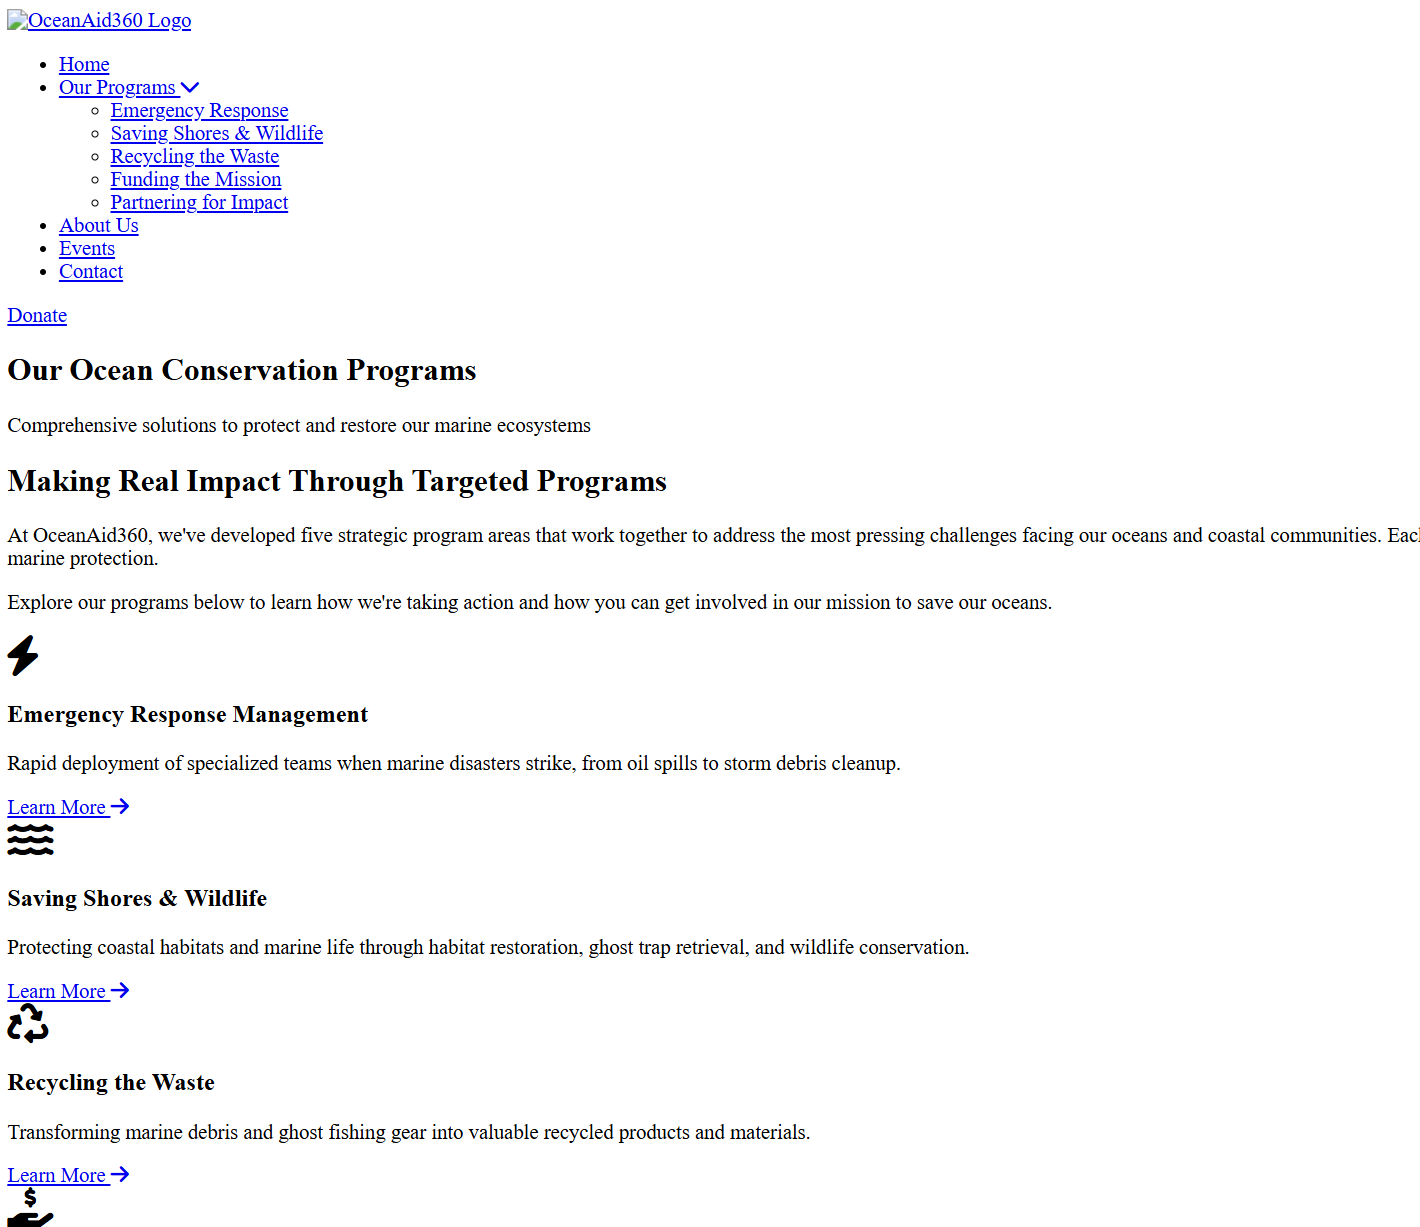 OceanAid360 Logo
Home
Our Programs
Emergency Response
Saving Shores & Wildlife
Recycling the Waste
Funding the Mission
Partnering for Impact
About Us
Events
Contact
Donate
Our Ocean Conservation Programs
Comprehensive solutions to protect and restore our marine ecosystems
Making Real Impact Through Targeted Programs
At OceanAid360, we've developed five strategic program areas that work together to address the most pressing challenges facing our oceans and coastal communities.
marine protection.
Explore our programs below to learn how we're taking action and how you can get involved in our mission to save our oceans.
Emergency Response Management
Rapid deployment of specialized teams when marine disasters strike, from oil spills to storm debris cleanup.
Learn More
Saving Shores & Wildlife
Protecting coastal habitats and marine life through habitat restoration, ghost trap retrieval, and wildlife conservation.
Learn More
Recycling the Waste
Transforming marine debris and ghost fishing gear into valuable recycled products and materials.
Learn More
$